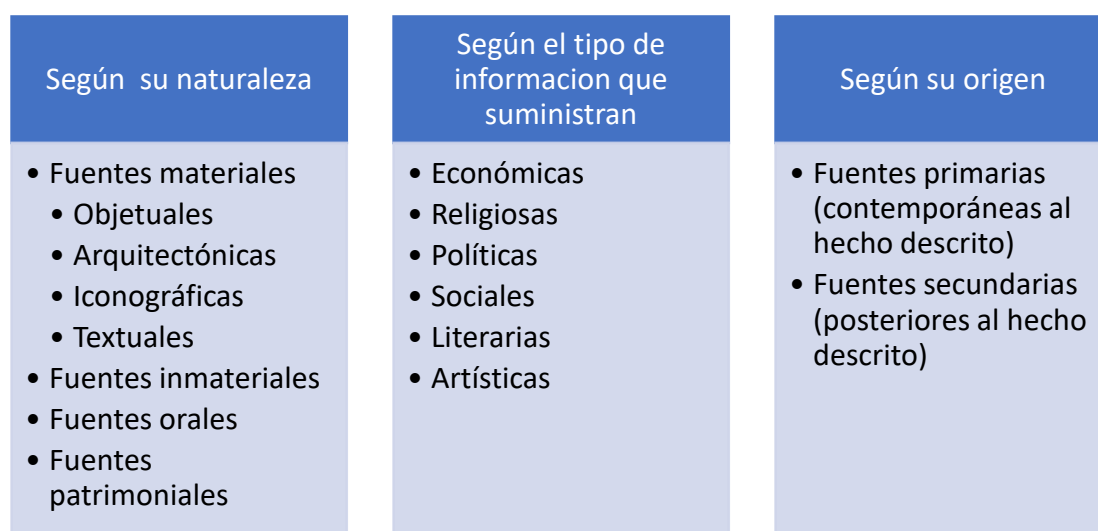 Según su naturaleza
• Fuentes materiales
• Objetuales
• Arquitectónicas
• Iconográficas
• Textuales
• Fuentes inmateriales
• Fuentes orales
• Fuentes
patrimoniales
Según el tipo de
informacion que
suministran
• Económicas
• Religiosas
• Políticas
• Sociales
• Literarias
• Artísticas
Según su origen
• Fuentes primarias
(contemporáneas al
hecho descrito)
• Fuentes secundarias
(posteriores al hecho
descrito)